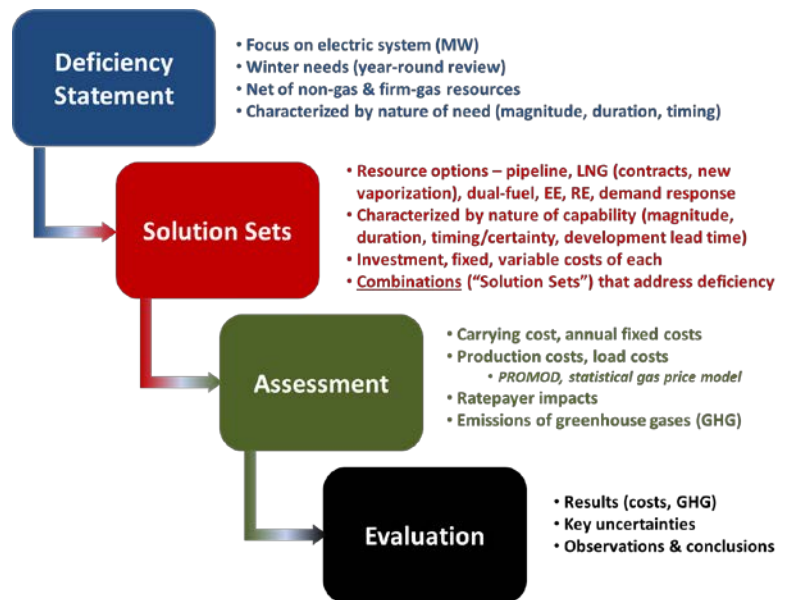 Deficiency
Statement
• Focus on electric system (MW)
• Winter needs (year-round review)
• Net of non-gas & firm-gas resources
• Characterized by nature of need (magnitude, duration, timing)
Solution Sets
• Resource options – pipeline, LNG (contracts, new
vaporization), dual-fuel, EE, RE, demand response
• Characterized by nature of capability (magnitude,
duration, timing/certainty, development lead time)
• Investment, fixed, variable costs of each
• Combinations (“Solution Sets”) that address deficiency
Assessment
• Carrying cost, annual fixed costs
• Production costs, load costs
• PROMOD, statistical gas price model
• Ratepayer impacts
• Emissions of greenhouse gases (GHG)
Evaluation
• Results (costs, GHG)
• Key uncertainties
• Observations & conclusions